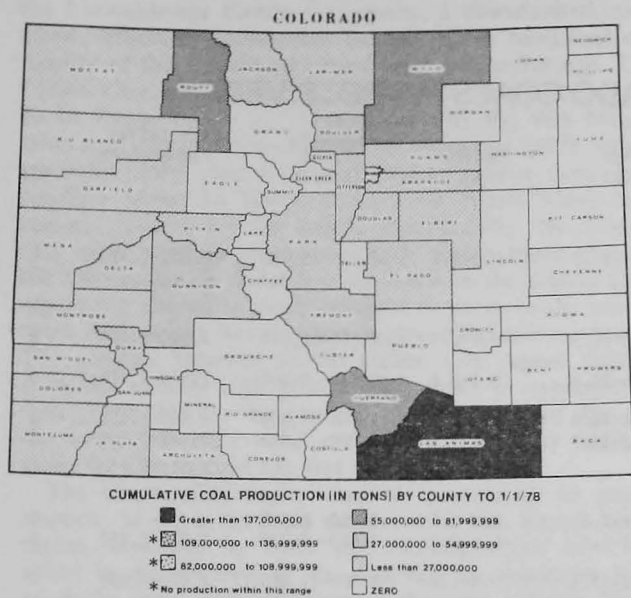 COLORADO
MOFFAT
ROUTT
JACKSON
LARIMER
WELD
LOGAN
SEDGWICK
PHILLIPS
RIO BLANCO
GRAND
BOULDER
MORGAN
WASHINGTON
YUMA
GARFIELD
EAGLE
SUMMIT
CLEAR CREEK
GILPIN
JEFFERSON
ADAMS
ARAPAHOE
MESA
PITKIN
LAKE
PARK
DOUGLAS
ELBERT
KIT CARSON
DELTA
GUNNISON
CHAFFEE
TELLER
EL PASO
LINCOLN
CHEYENNE
MONTROSE
OURAY
SAGUACHE
FREMONT
CUSTER
PUEBLO
CROWLEY
KIOWA
SAN MIGUEL
DOLORES
SAN JUAN
HINSDALE
MINERAL
RIO GRANDE
ALAMOSA
HUERFANO
OTERO
BENT
PROWERS
MONTEZUMA
LA PLATA
ARCHULETA
CONEJOS
COSTILLA
LAS ANIMAS
BACA
CUMULATIVE COAL PRODUCTION (IN TONS) BY COUNTY TO 1/1/78
Greater than 137,000,000
55,000,000 to 81,999,999
* 109,000,000 to 136,999,999
27,000,000 to 54,999,999
* 82,000,000 to 108,999,999
Less than 27,000,000
* No production within this range
ZERO